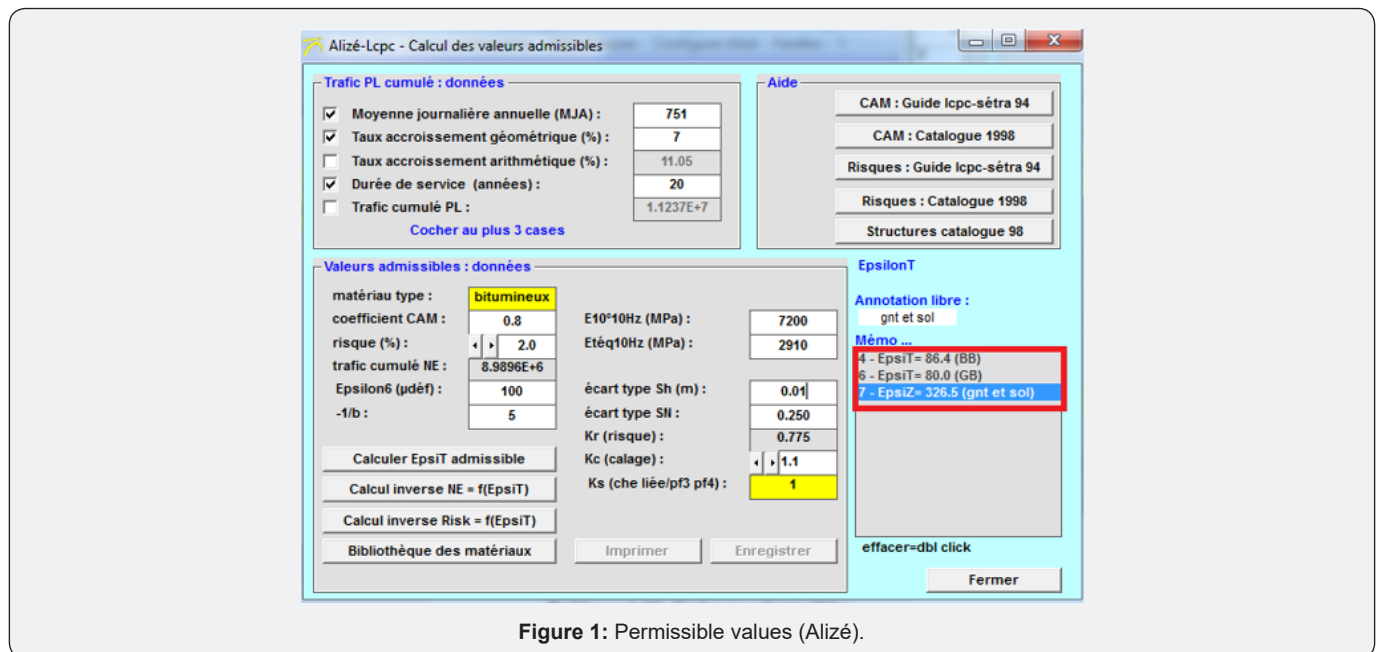 Alizé-Lcpc - Calcul des valeurs admissibles
Trafic PL cumulé : données
Moyenne journalière annuelle (MJA) : 751
Taux accroissement géométrique (%) : 7
Taux accroissement arithmétique (%) : 11.05
Durée de service (années) : 20
Trafic cumulé PL : 1.1237E+7
Cocher au plus 3 cases
Aide
CAM : Guide lcpc-sétra 94
CAM : Catalogue 1998
Risques : Guide lcpc-sétra 94
Risques : Catalogue 1998
Structures catalogue 98
Valeurs admissibles : données
matériau type : bitumineux
coefficient CAM : 0.8
risque (%) : 2.0
trafic cumulé NE : 8.9896E+6
Epsilon6 (µdéf) : 100
-1/b : 5
E10°10Hz (MPa) : 7200
Etéq10Hz (MPa) : 2910
écart type Sh (m) : 0.01
écart type SN : 0.250
Kr (risque) : 0.775
Kc (calage) : 1.1
Ks (che liée/pf3 pf4) : 1
Calculer EpsiT admissible
Calcul inverse NE = f(EpsiT)
Calcul inverse Risk = f(EpsiT)
Bibliothèque des matériaux
Imprimer
Enregistrer
EpsilonT
Annotation libre :
gnt et sol
Mémo ...
4 - EpsiT= 86.4 (BB)
6 - EpsiT= 80.0 (GB)
7 - EpsiZ= 326.5 (gnt et sol)
effacer=dbl click
Fermer
Figure 1: Permissible values (Alizé).